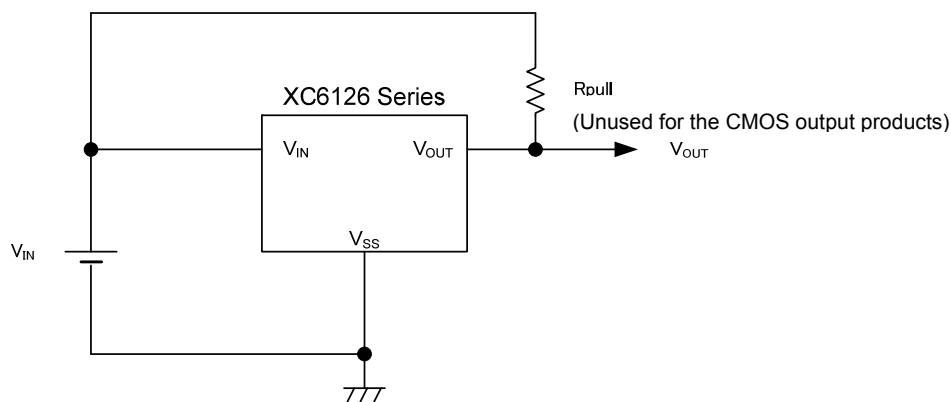 XC6126 Series
Rpull
(Unused for the CMOS output products)
VIN
VOUT
VOUT
VSS
VIN